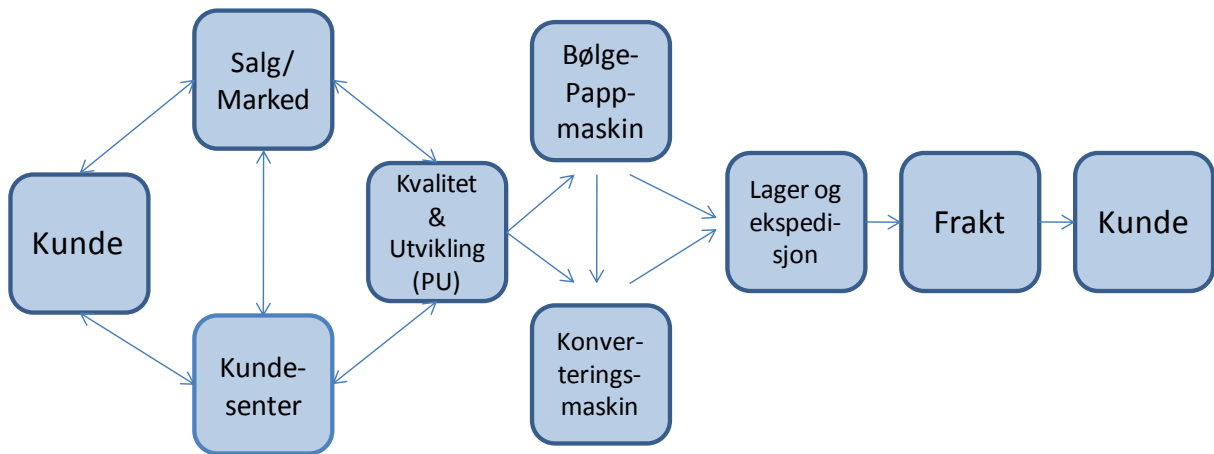 Kunde
Salg/
Marked
Kunde-
senter
Kvalitet
&
Utvikling
(PU)
Bølge-
Papp-
maskin
Konver-
terings-
maskin
Lager og
ekspedi-
sjon
Frakt
Kunde